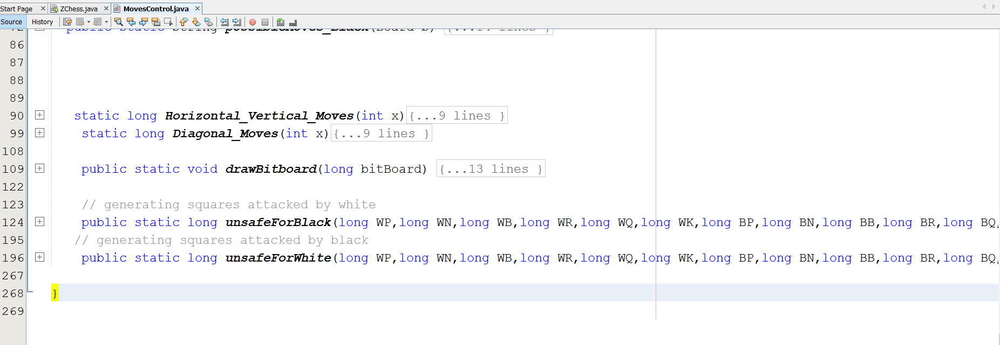 Start Page ZChess.java MovesControl.java
Source History
86
87
88
89
90 static long Horizontal_Vertical_Moves(int x){...9 lines }
99 static long Diagonal_Moves(int x){...9 lines }
108
109 public static void drawBitboard(long bitBoard) {...13 lines }
122
123 // generating squares attacked by white
124 public static long unsafeForBlack(long WP,long WN,long WB,long WR,long WQ,long WK,long BP,long BN,long BB,long BR,long BQ,
195 // generating squares attacked by black
196 public static long unsafeForWhite(long WP,long WN,long WB,long WR,long WQ,long WK,long BP,long BN,long BB,long BR,long BQ,
267
268 }
269